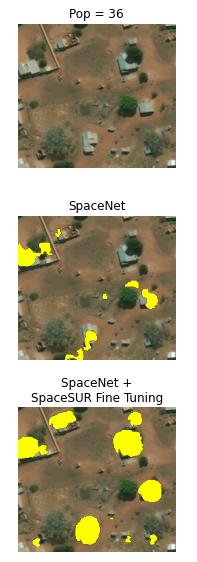 Pop = 36
SpaceNet
SpaceNet +
SpaceSUR Fine Tuning